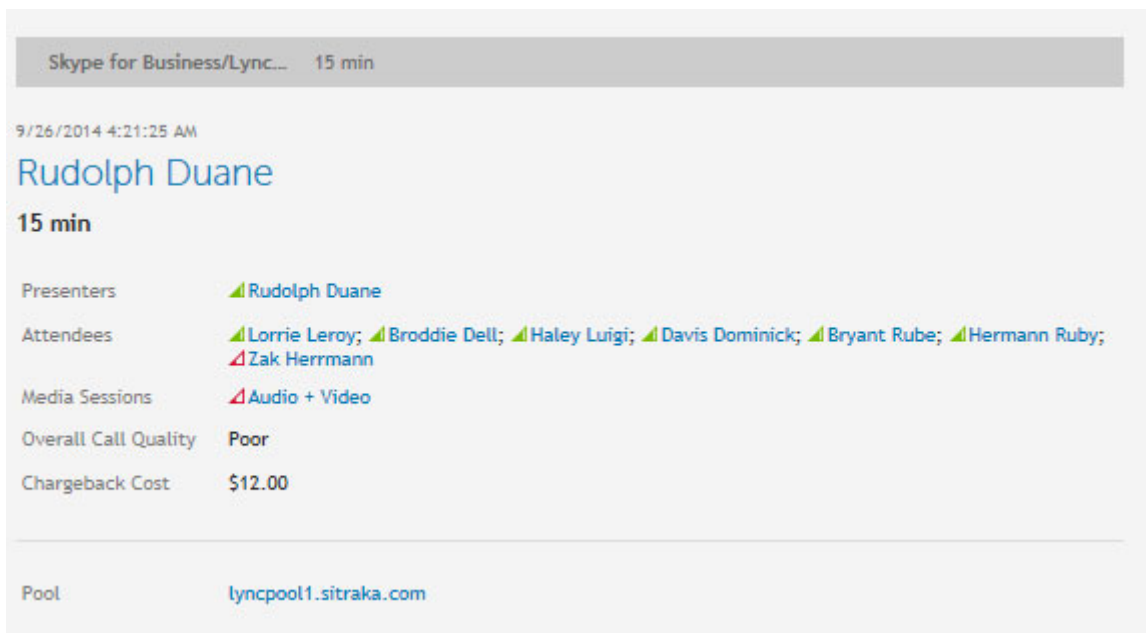 Skype for Business/Lync... 15 min
9/26/2014 4:21:25 AM
Rudolph Duane
15 min
Presenters Rudolph Duane
Attendees Lorrie Leroy; Broddie Dell; Haley Luigi; Davis Dominick; Bryant Rube; Hermann Ruby;
Zak Herrmann
Media Sessions Audio + Video
Overall Call Quality Poor
Chargeback Cost $12.00
Pool lyncpool1.sitraka.com